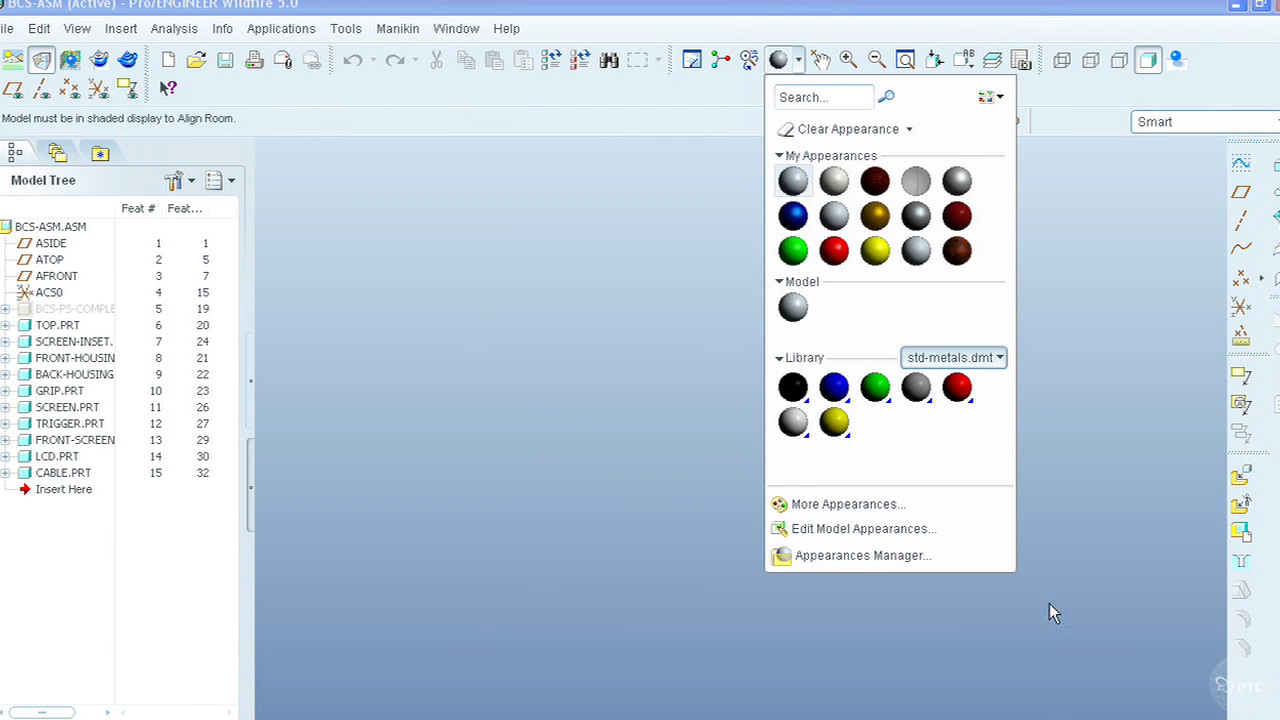 BCS-ASM (Active) - Pro/ENGINEER Wildfire 5.0
ile Edit View Insert Analysis Info Applications Tools Manikin Window Help
Model must be in shaded display to Align Room.
Smart
Search...
Clear Appearance
My Appearances
Model
Library std-metals.dmt
More Appearances...
Edit Model Appearances...
Appearances Manager...
Model Tree
Feat # Feat...
BCS-ASM.ASM
ASIDE 1 1
ATOP 2 5
AFRONT 3 7
ACS0 4 15
BCS-PS-COMPLE 5 19
TOP.PRT 6 20
SCREEN-INSET. 7 24
FRONT-HOUSIN 8 21
BACK-HOUSING 9 22
GRIP.PRT 10 23
SCREEN.PRT 11 26
TRIGGER.PRT 12 27
FRONT-SCREEN 13 29
LCD.PRT 14 30
CABLE.PRT 15 32
Insert Here
PTC